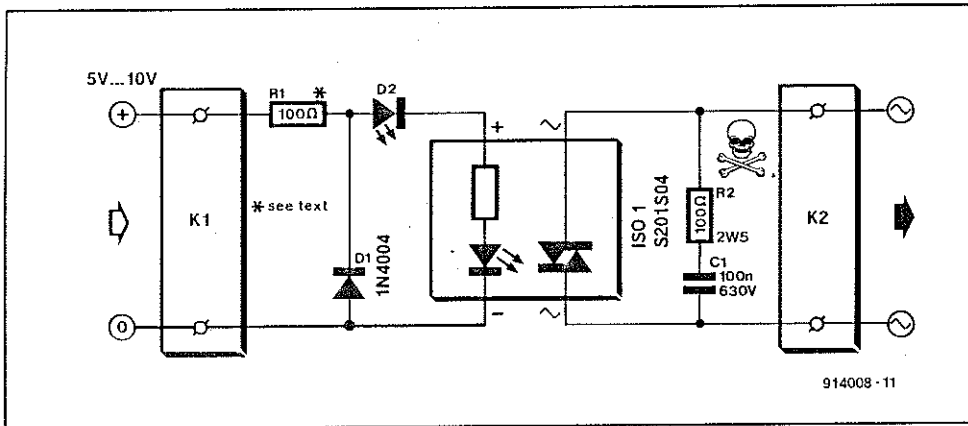 5V...10V
R1
*
100Ω
D2
+
+
~
~
K1
* see text
D1
1N4004
ISO 1
S201S04
R2
100Ω
2W5
C1
100n
630V
K2
0
−
~
~
914008 - 11